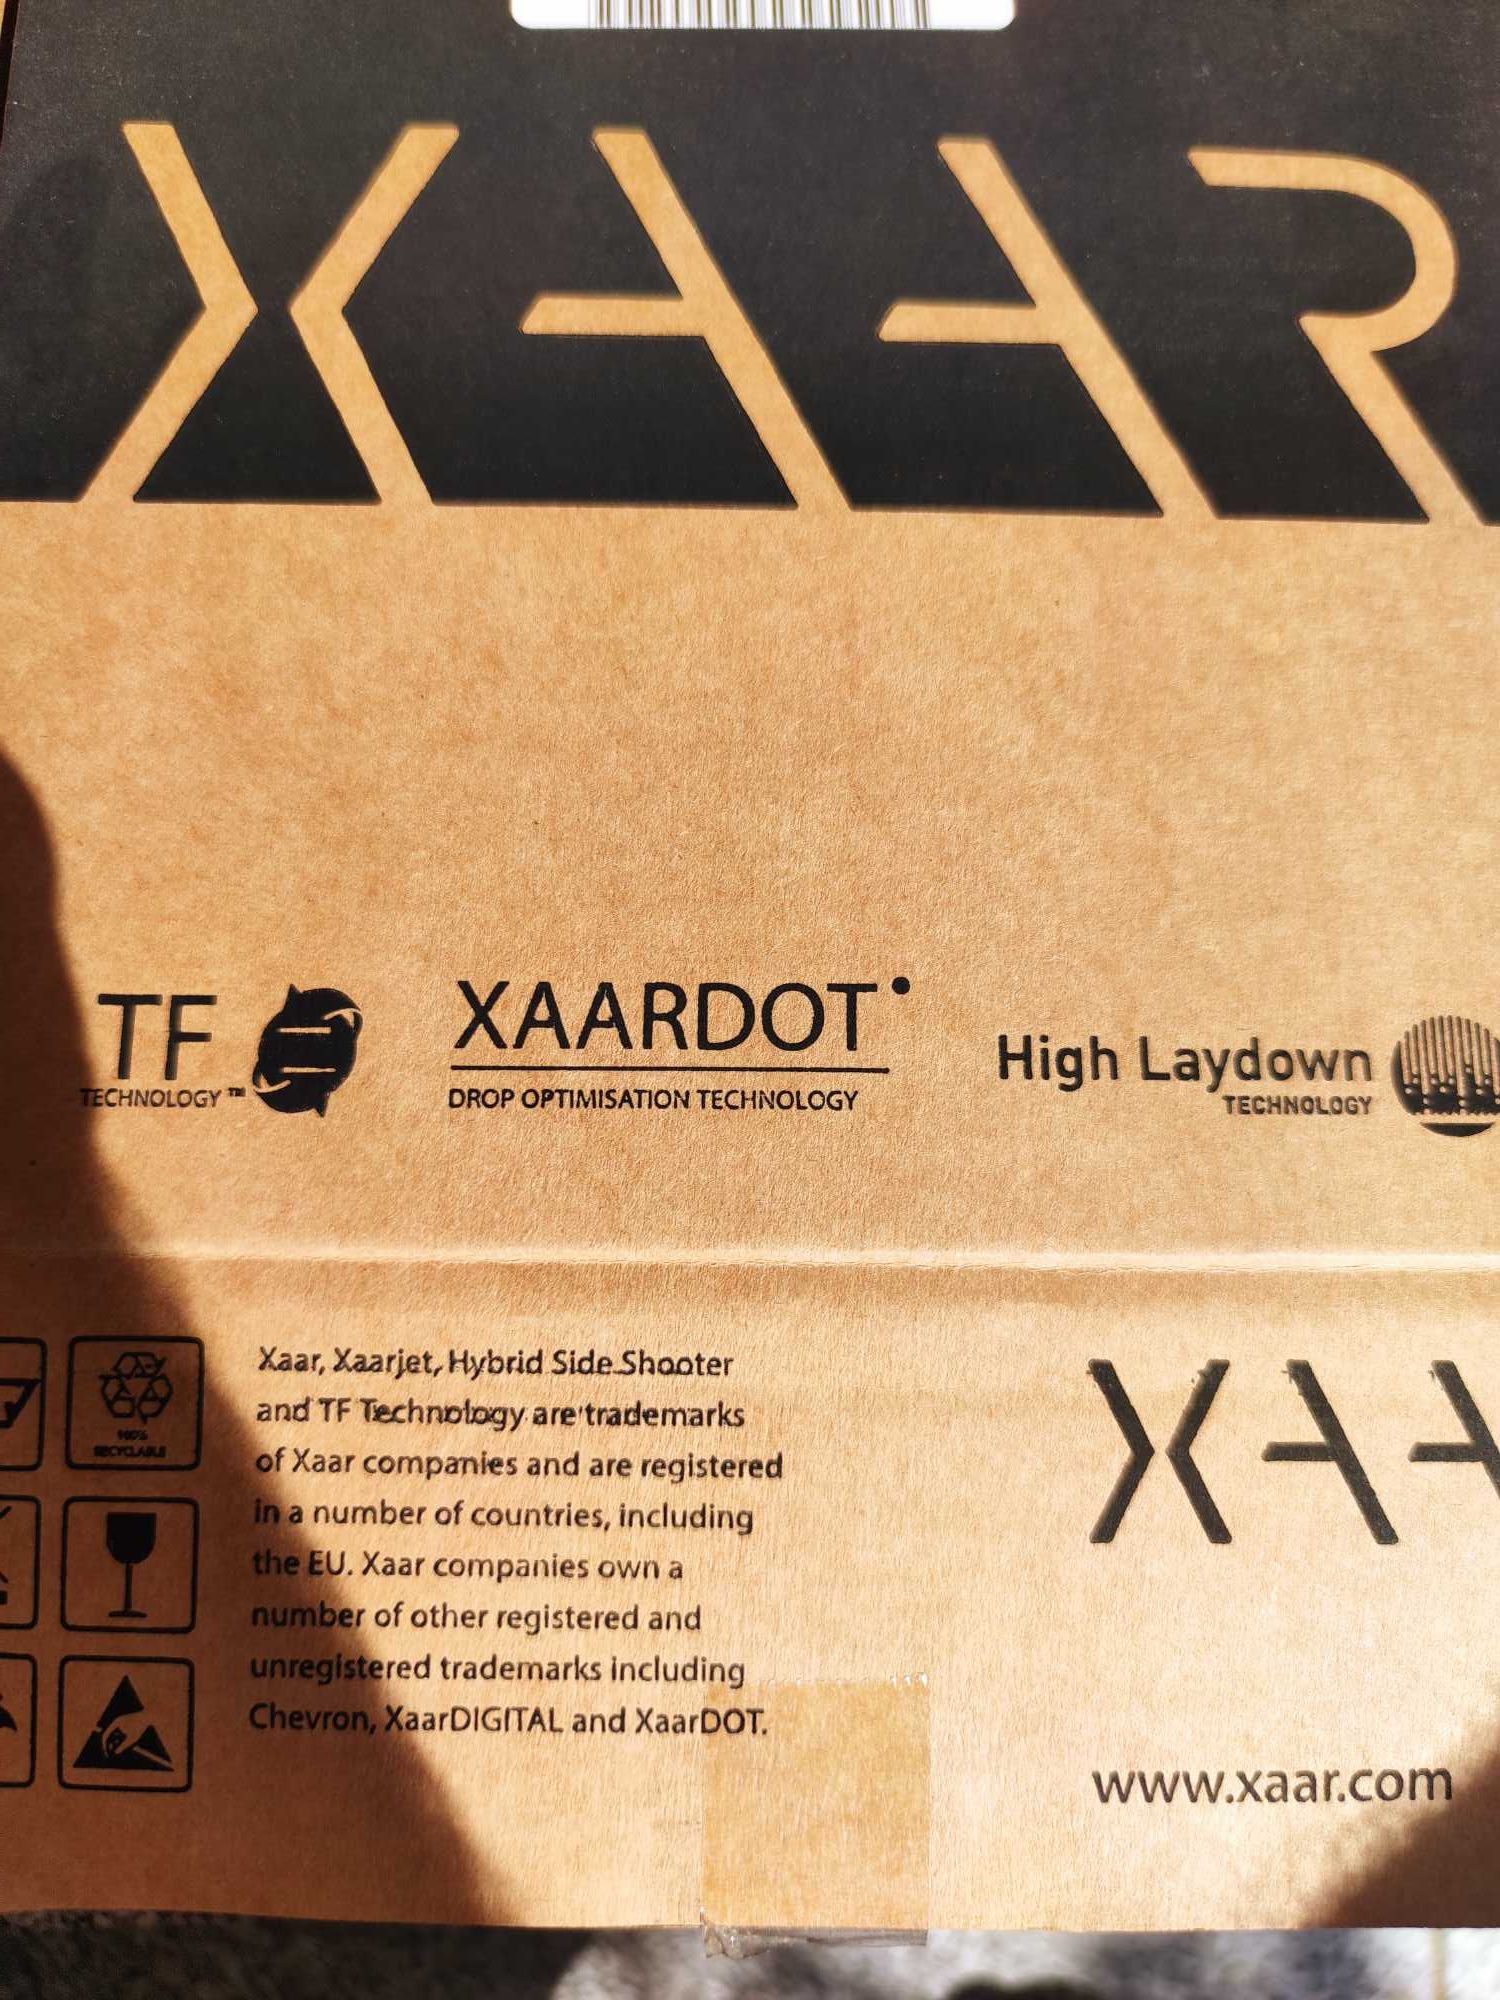 XAAR
TF
TECHNOLOGY™
XAARDOT
DROP OPTIMISATION TECHNOLOGY
High Laydown
TECHNOLOGY
100%
RECYCLABLE
Xaar, Xaarjet, Hybrid Side Shooter
and TF Technology are trademarks
of Xaar companies and are registered
in a number of countries, including
the EU. Xaar companies own a
number of other registered and
unregistered trademarks including
Chevron, XaarDIGITAL and XaarDOT.
XAA
www.xaar.com